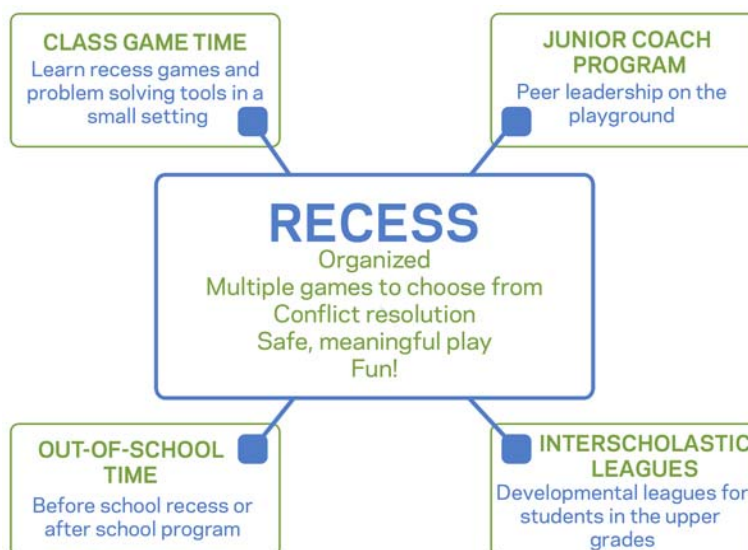 CLASS GAME TIME
Learn recess games and
problem solving tools in a
small setting
JUNIOR COACH
PROGRAM
Peer leadership on the
playground
RECESS
Organized
Multiple games to choose from
Conflict resolution
Safe, meaningful play
Fun!
OUT-OF-SCHOOL
TIME
Before school recess or
after school program
INTERSCHOLASTIC
LEAGUES
Developmental leagues for
students in the upper
grades